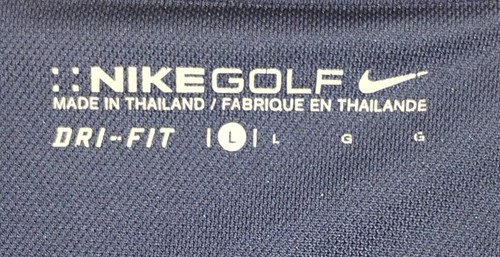 NIKEGOLF
MADE IN THAILAND / FABRIQUE EN THAILANDE
DRI-FIT | L | L G G